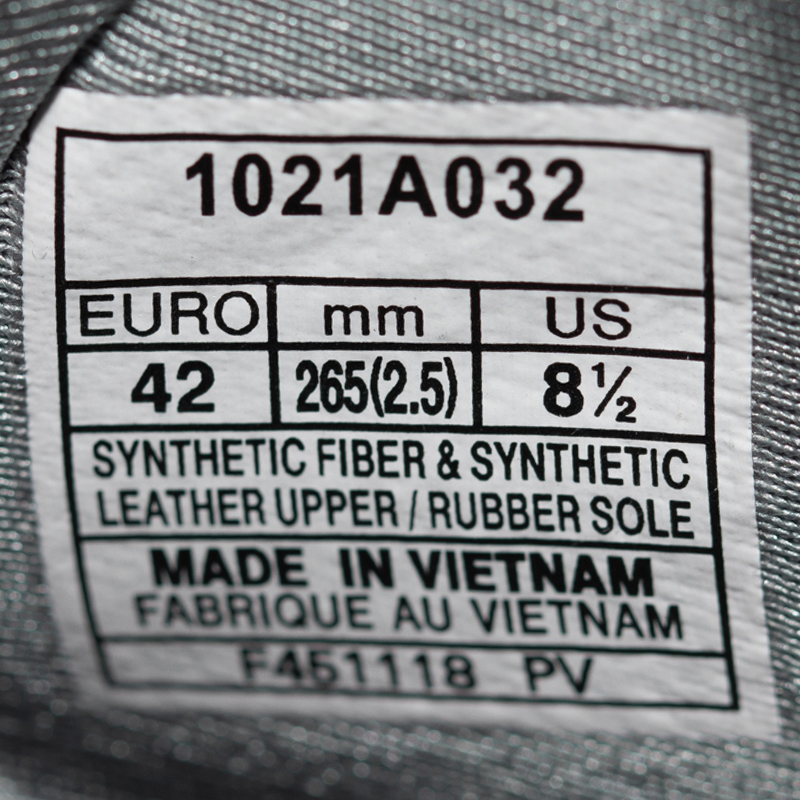 1021A032
EURO mm US
42 265(2.5) 8½
SYNTHETIC FIBER & SYNTHETIC
LEATHER UPPER / RUBBER SOLE
MADE IN VIETNAM
FABRIQUE AU VIETNAM
F451118 PV